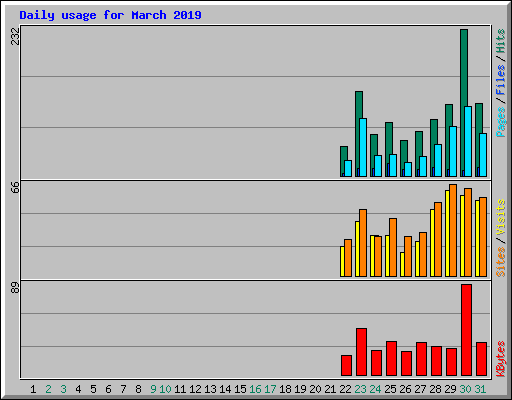 Daily usage for March 2019
232
Pages / Files / Hits
66
Sites / Visits
89
KBytes
1 2 3 4 5 6 7 8 9 10 11 12 13 14 15 16 17 18 19 20 21 22 23 24 25 26 27 28 29 30 31